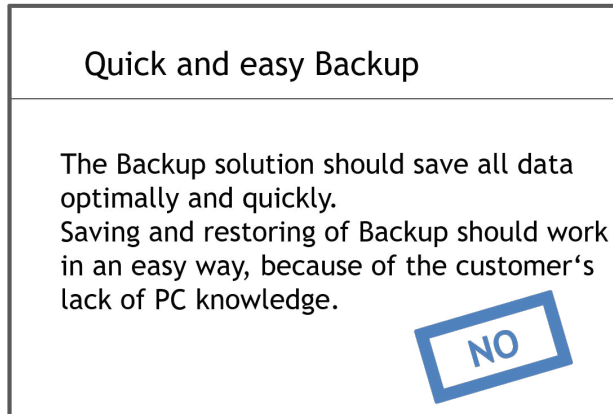 Quick and easy Backup
The Backup solution should save all data
optimally and quickly.
Saving and restoring of Backup should work
in an easy way, because of the customer‘s
lack of PC knowledge.
NO